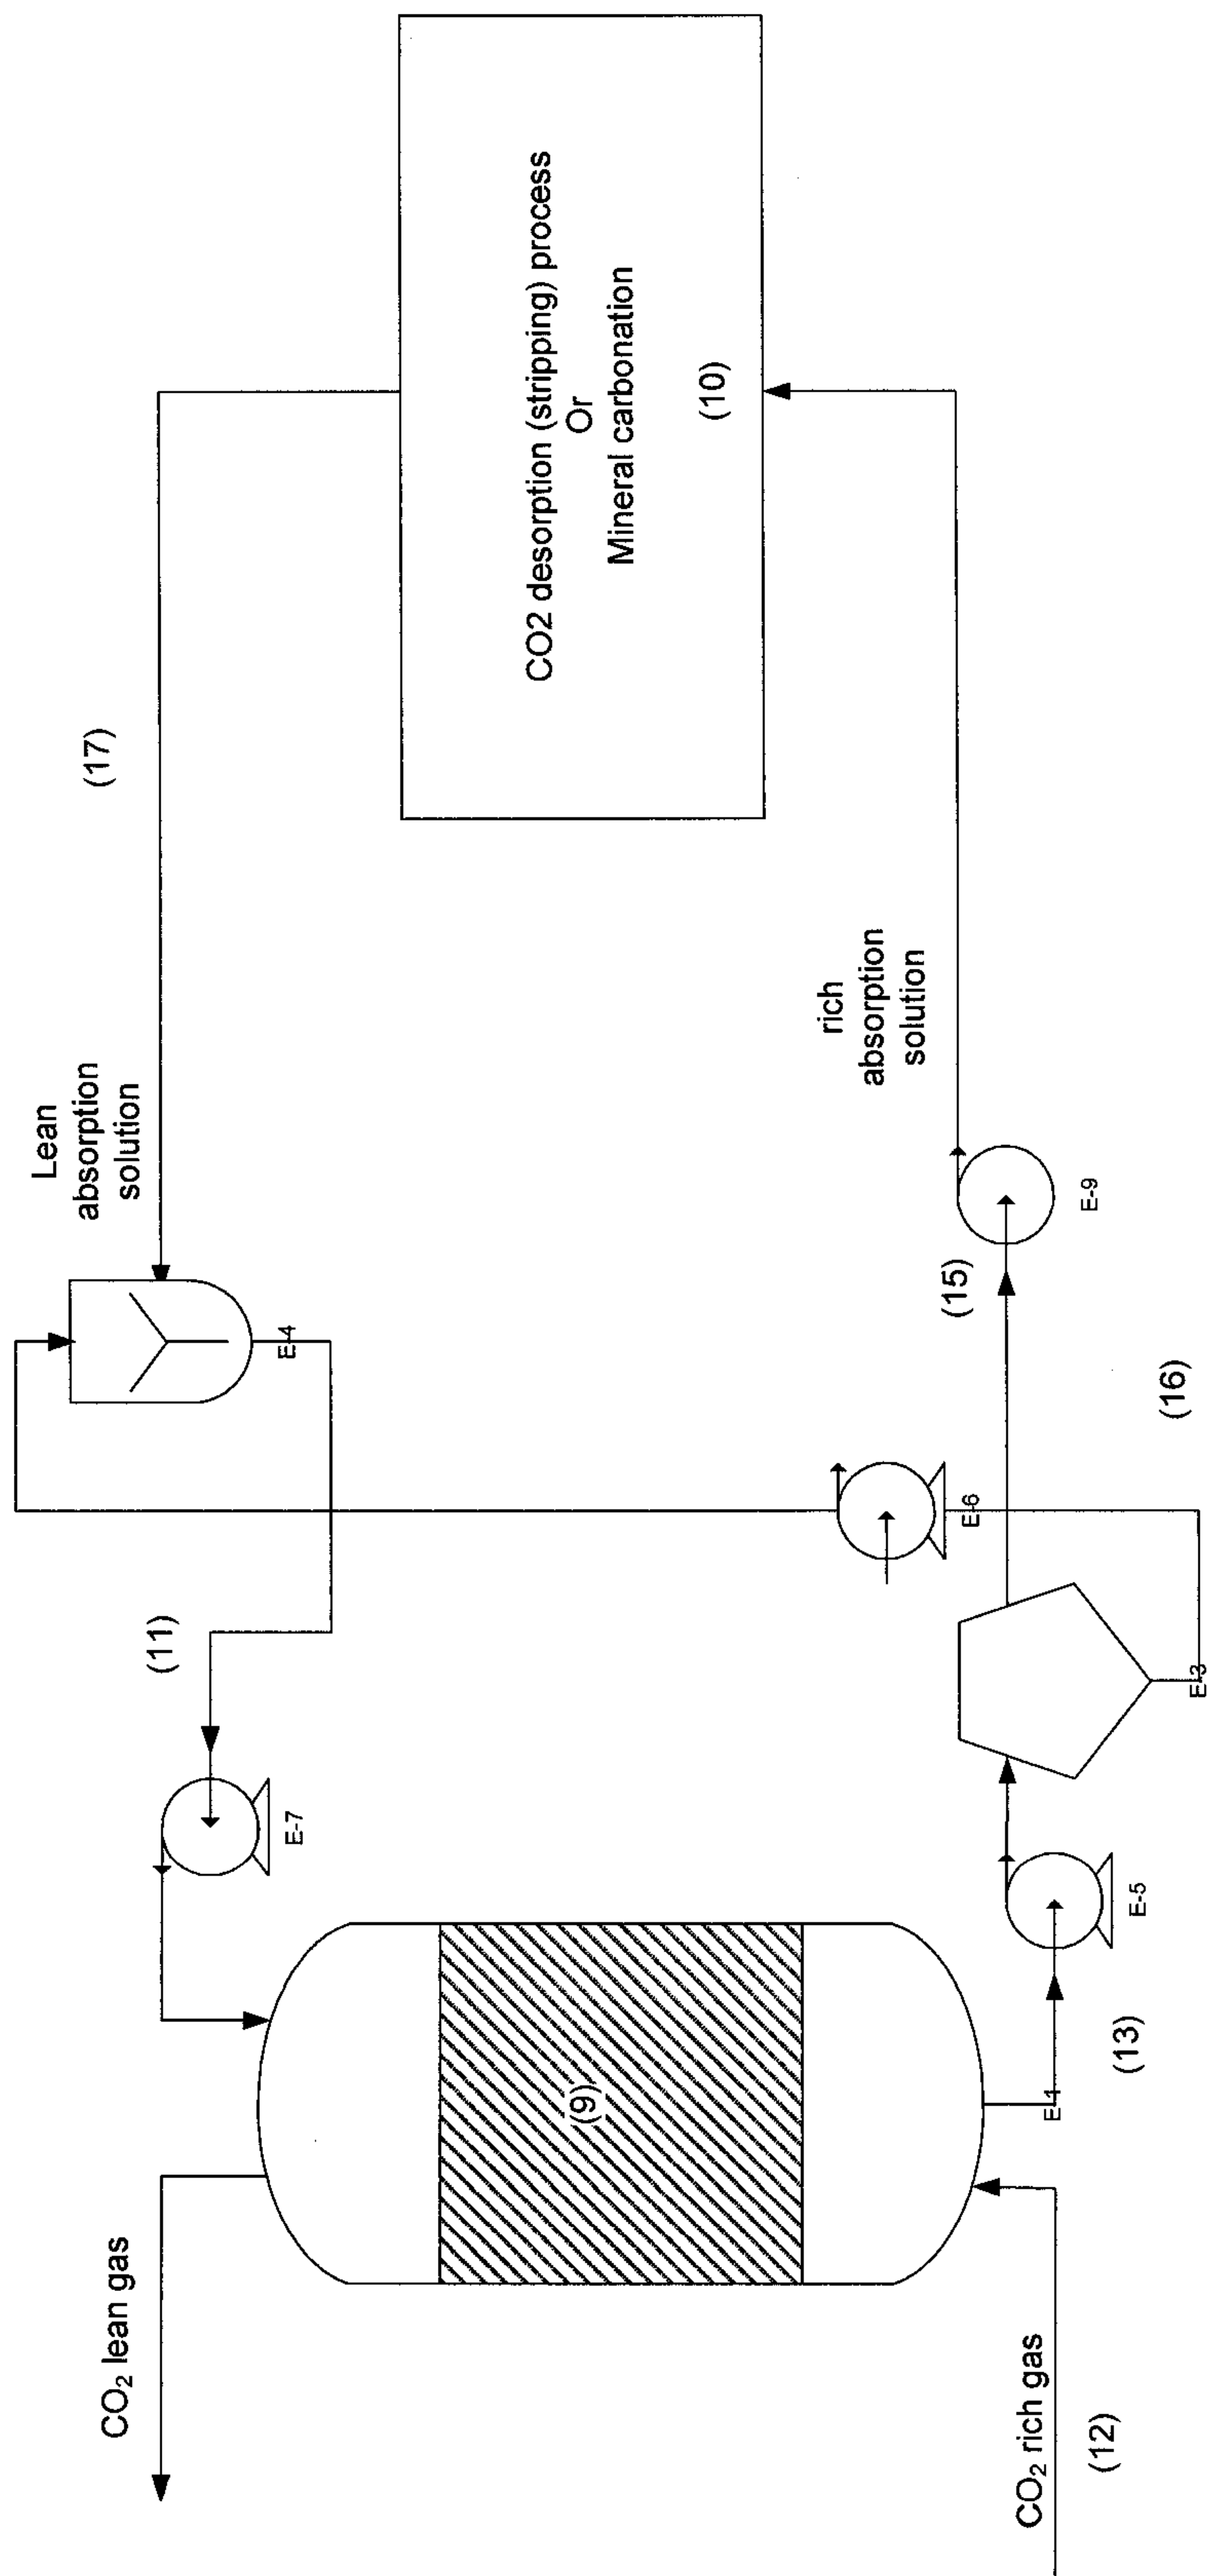 CO₂ lean gas
CO₂ rich gas
(12)
(9)
E-1
(13)
E-7
E-5
(11)
E-3
E-6
(16)
E-4
(15)
E-9
Lean
absorption
solution
rich
absorption
solution
(17)
CO2 desorption (stripping) process
Or
Mineral carbonation
(10)